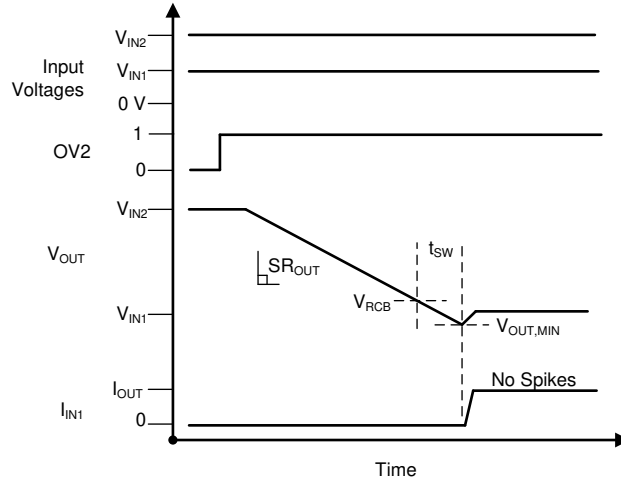 V_IN2
Input
Voltages
V_IN1
0 V
OV2
1
0
V_IN2
V_OUT
t_SW
SR_OUT
V_RCB
V_IN1
V_OUT,MIN
I_OUT
No Spikes
I_IN1
0
Time